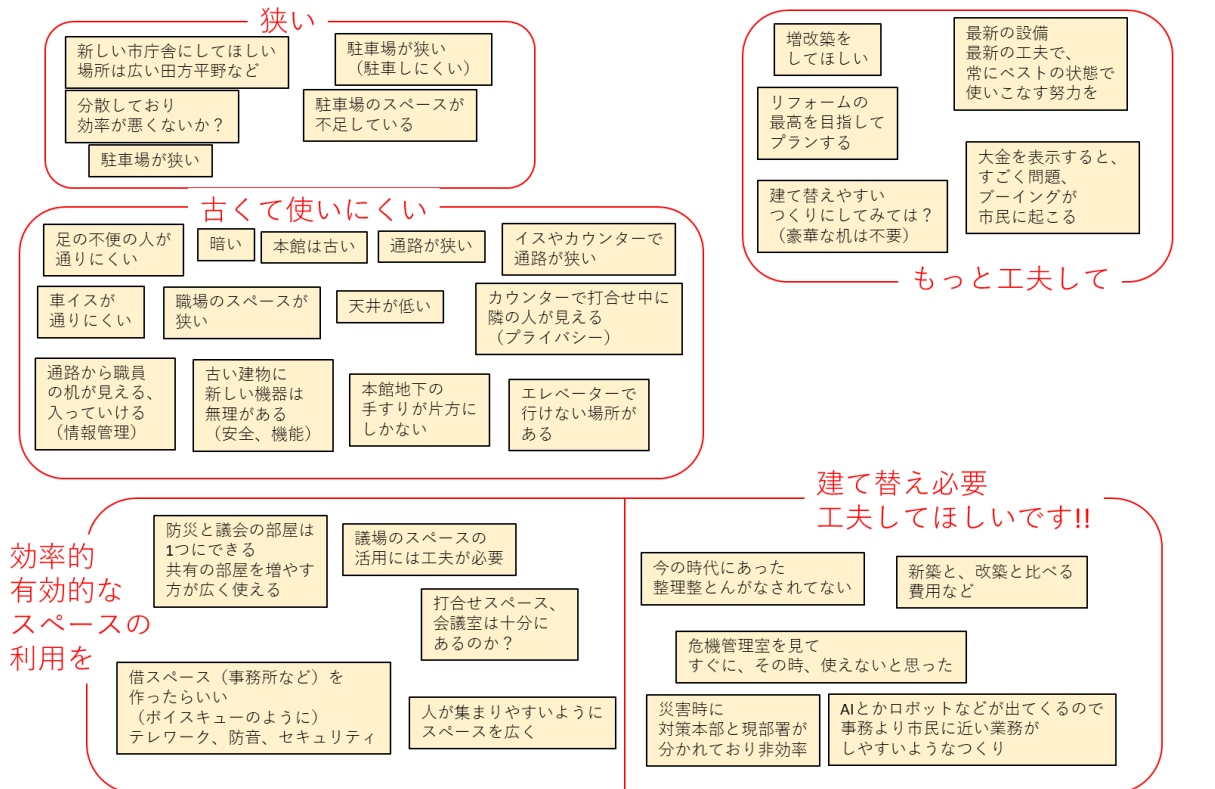 狭い
新しい市庁舎にしてほしい
場所は広い田方平野など
駐車場が狭い
（駐車しにくい）
分散しており
効率が悪くないか？
駐車場のスペースが
不足している
駐車場が狭い
増改築を
してほしい
最新の設備
最新の工夫で、
常にベストの状態で
使いこなす努力を
リフォームの
最高を目指して
プランする
大金を表示すると、
すごく問題、
ブーイングが
市民に起こる
建て替えやすい
つくりにしてみては？
（豪華な机は不要）
もっと工夫して
古くて使いにくい
足の不便の人が
通りにくい
暗い
本館は古い
通路が狭い
イスやカウンターで
通路が狭い
車イスが
通りにくい
職場のスペースが
狭い
天井が低い
カウンターで打合せ中に
隣の人が見える
（プライバシー）
通路から職員
の机が見える、
入っていける
（情報管理）
古い建物に
新しい機器は
無理がある
（安全、機能）
本館地下の
手すりが片方に
しかない
エレベーターで
行けない場所が
ある
効率的
有効的な
スペースの
利用を
防災と議会の部屋は
1つにできる
共有の部屋を増やす
方が広く使える
議場のスペースの
活用には工夫が必要
打合せスペース、
会議室は十分に
あるのか？
借スペース（事務所など）を
作ったらいい
（ボイスキューのように）
テレワーク、防音、セキュリティ
人が集まりやすいように
スペースを広く
建て替え必要
工夫してほしいです!!
今の時代にあった
整理整とんがなされてない
新築と、改築と比べる
費用など
危機管理室を見て
すぐに、その時、使えないと思った
災害時に
対策本部と現部署が
分かれており非効率
AIとかロボットなどが出てくるので
事務より市民に近い業務が
しやすいようなつくり